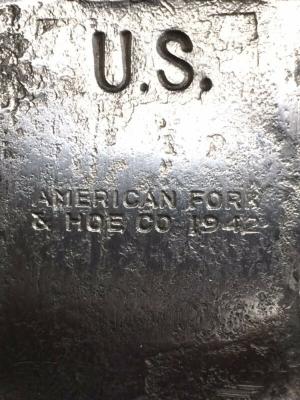 U.S.
AMERICAN FORK
& HOE CO 1942